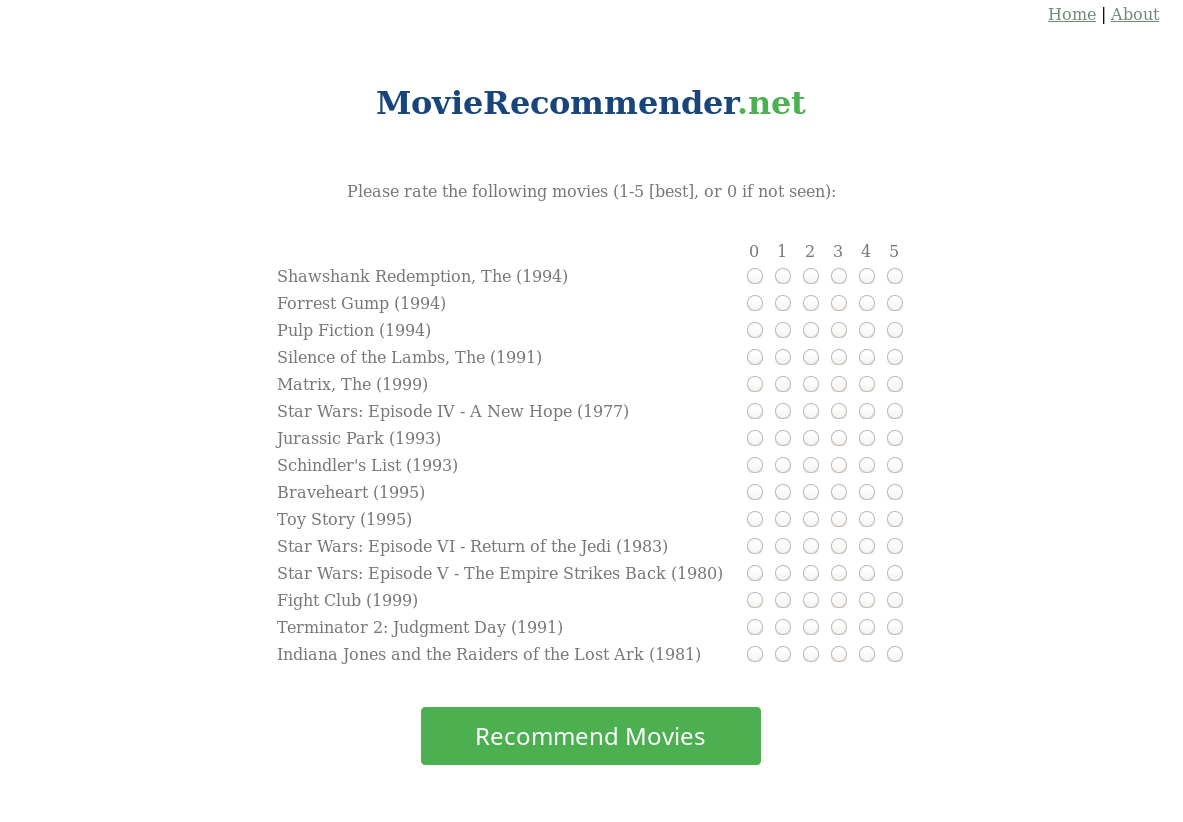 Home | About
MovieRecommender.net
Please rate the following movies (1-5 [best], or 0 if not seen):
0 1 2 3 4 5
Shawshank Redemption, The (1994)
Forrest Gump (1994)
Pulp Fiction (1994)
Silence of the Lambs, The (1991)
Matrix, The (1999)
Star Wars: Episode IV - A New Hope (1977)
Jurassic Park (1993)
Schindler's List (1993)
Braveheart (1995)
Toy Story (1995)
Star Wars: Episode VI - Return of the Jedi (1983)
Star Wars: Episode V - The Empire Strikes Back (1980)
Fight Club (1999)
Terminator 2: Judgment Day (1991)
Indiana Jones and the Raiders of the Lost Ark (1981)
Recommend Movies